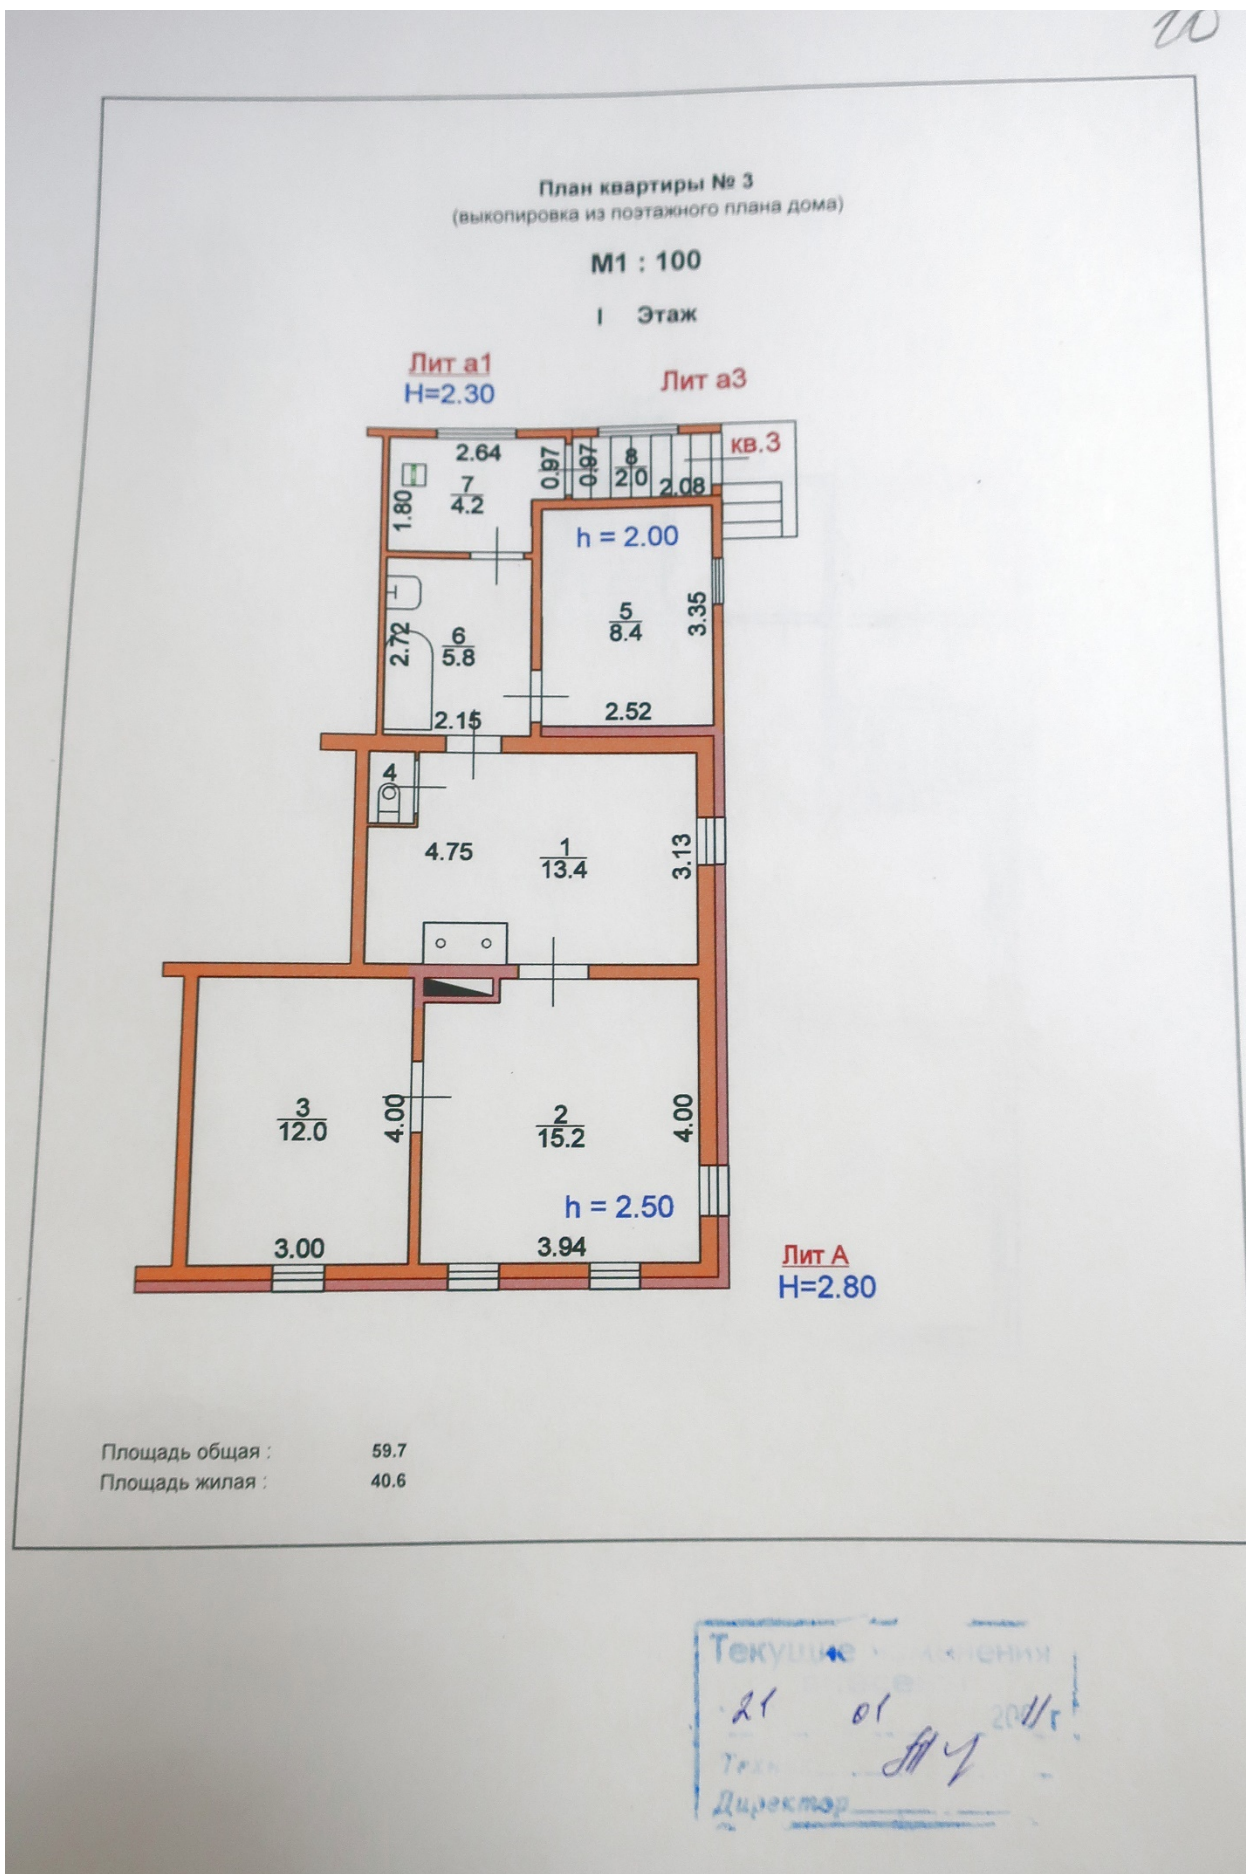 20
План квартиры № 3
(выкопировка из поэтажного плана дома)
М1 : 100
I Этаж
Лит а1
Н=2.30
Лит а3
кв.3
2.64
0.97
0.97
8
2.0
2.08
7
4.2
1.80
h = 2.00
5
8.4
3.35
2.52
6
5.8
2.72
2.15
4
4.75
1
13.4
3.13
3
12.0
4.00
3.00
2
15.2
4.00
h = 2.50
3.94
Лит А
Н=2.80
Площадь общая : 59.7
Площадь жилая : 40.6
Текущие
21 01 2011г
Директор